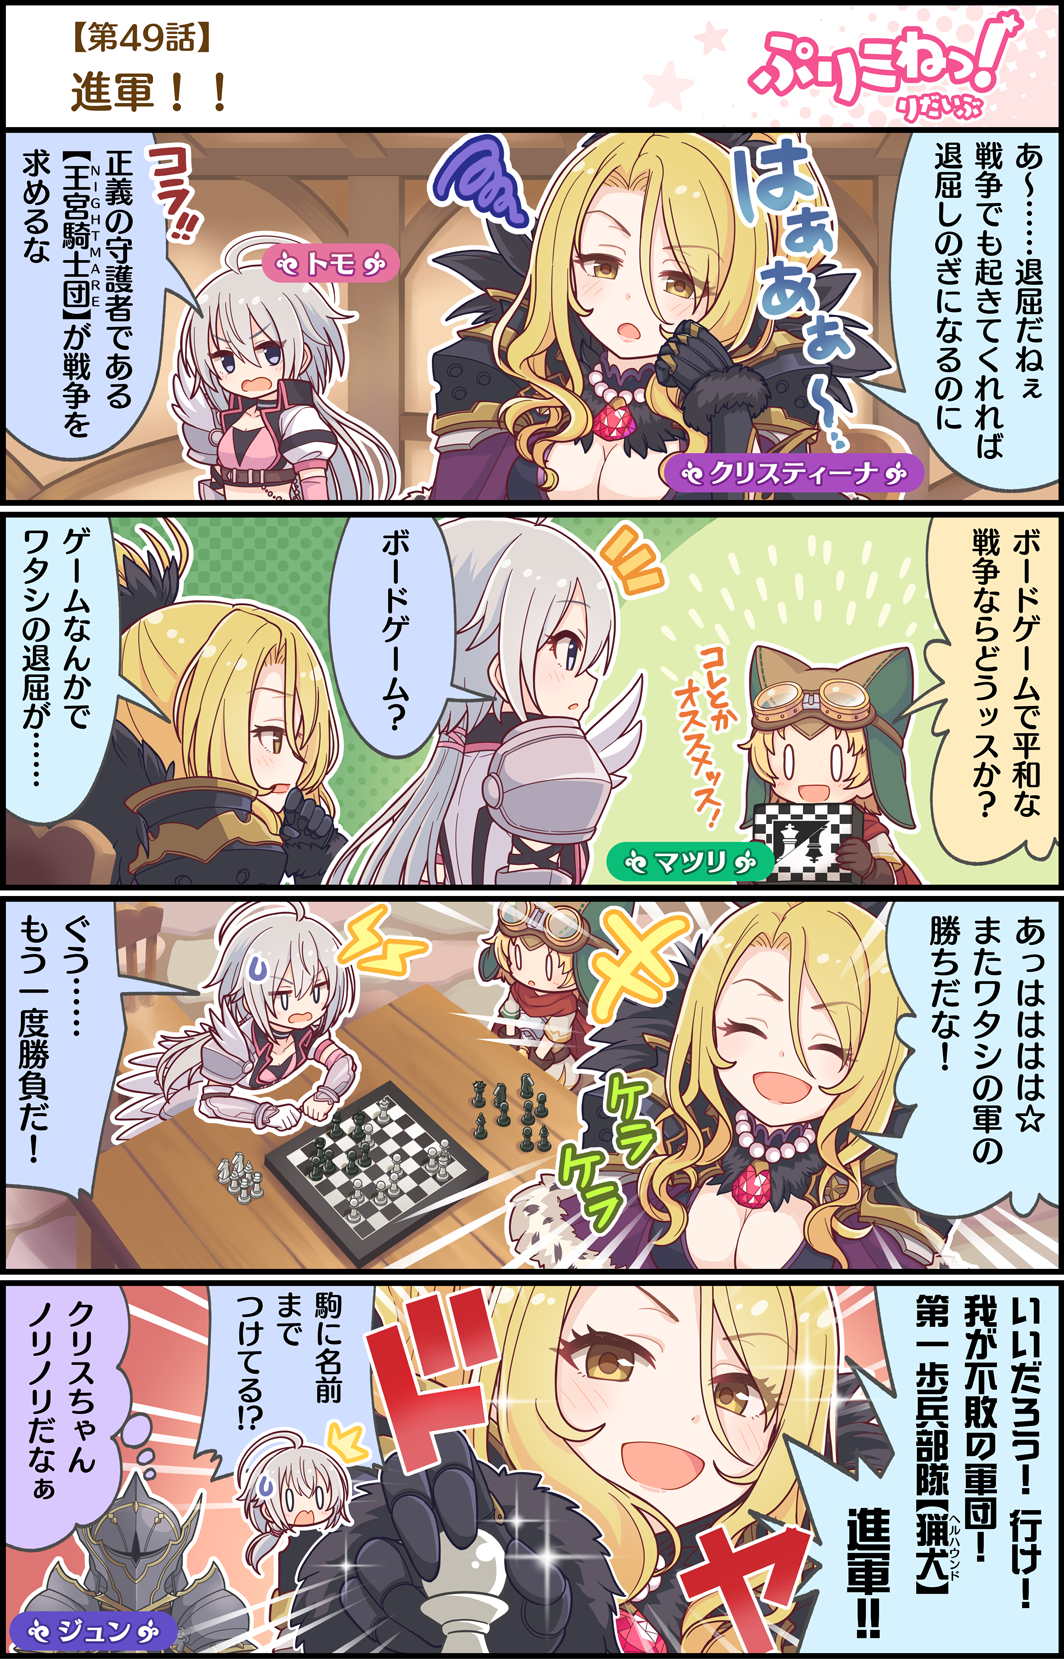 【第49話】
進軍！！
ぷりこねっ!
りだいぶ
あ〜……退屈だねぇ
戦争でも起きてくれれば
退屈しのぎになるのに
はぁぁあぁ〜…
クリスティーナ
コラ!!
トモ
正義の守護者である
【王宮騎士団】が戦争を
NIGHTMARE
求めるな
ボードゲームで平和な
戦争ならどうッスか？
コレとか
オススメッス！
マツリ
ボードゲーム？
ゲームなんかで
ワタシの退屈が……
あっはははは☆
またワタシの軍の
勝ちだな！
ケラ
ケラ
ぐぅ……
もう一度勝負だ！
いいだろう！ 行け！
我が不敗の軍団！
第一歩兵部隊【猟犬】
ヘルハウンド
進軍!!
ドヤ
駒に名前
まで
つけてる!?
クリスちゃん
ノリノリだなぁ
ジュン